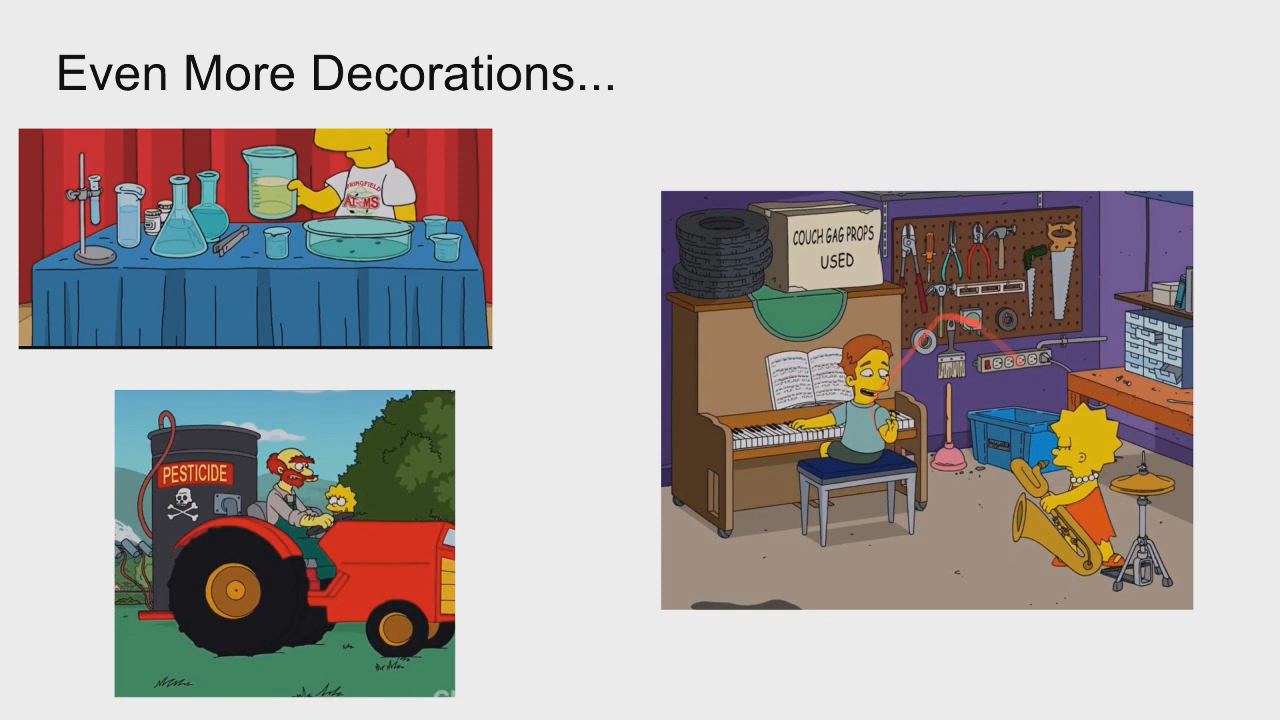 Even More Decorations...
SPRINGFIELD
ATOMS
COUCH GAG PROPS
USED
PESTICIDE